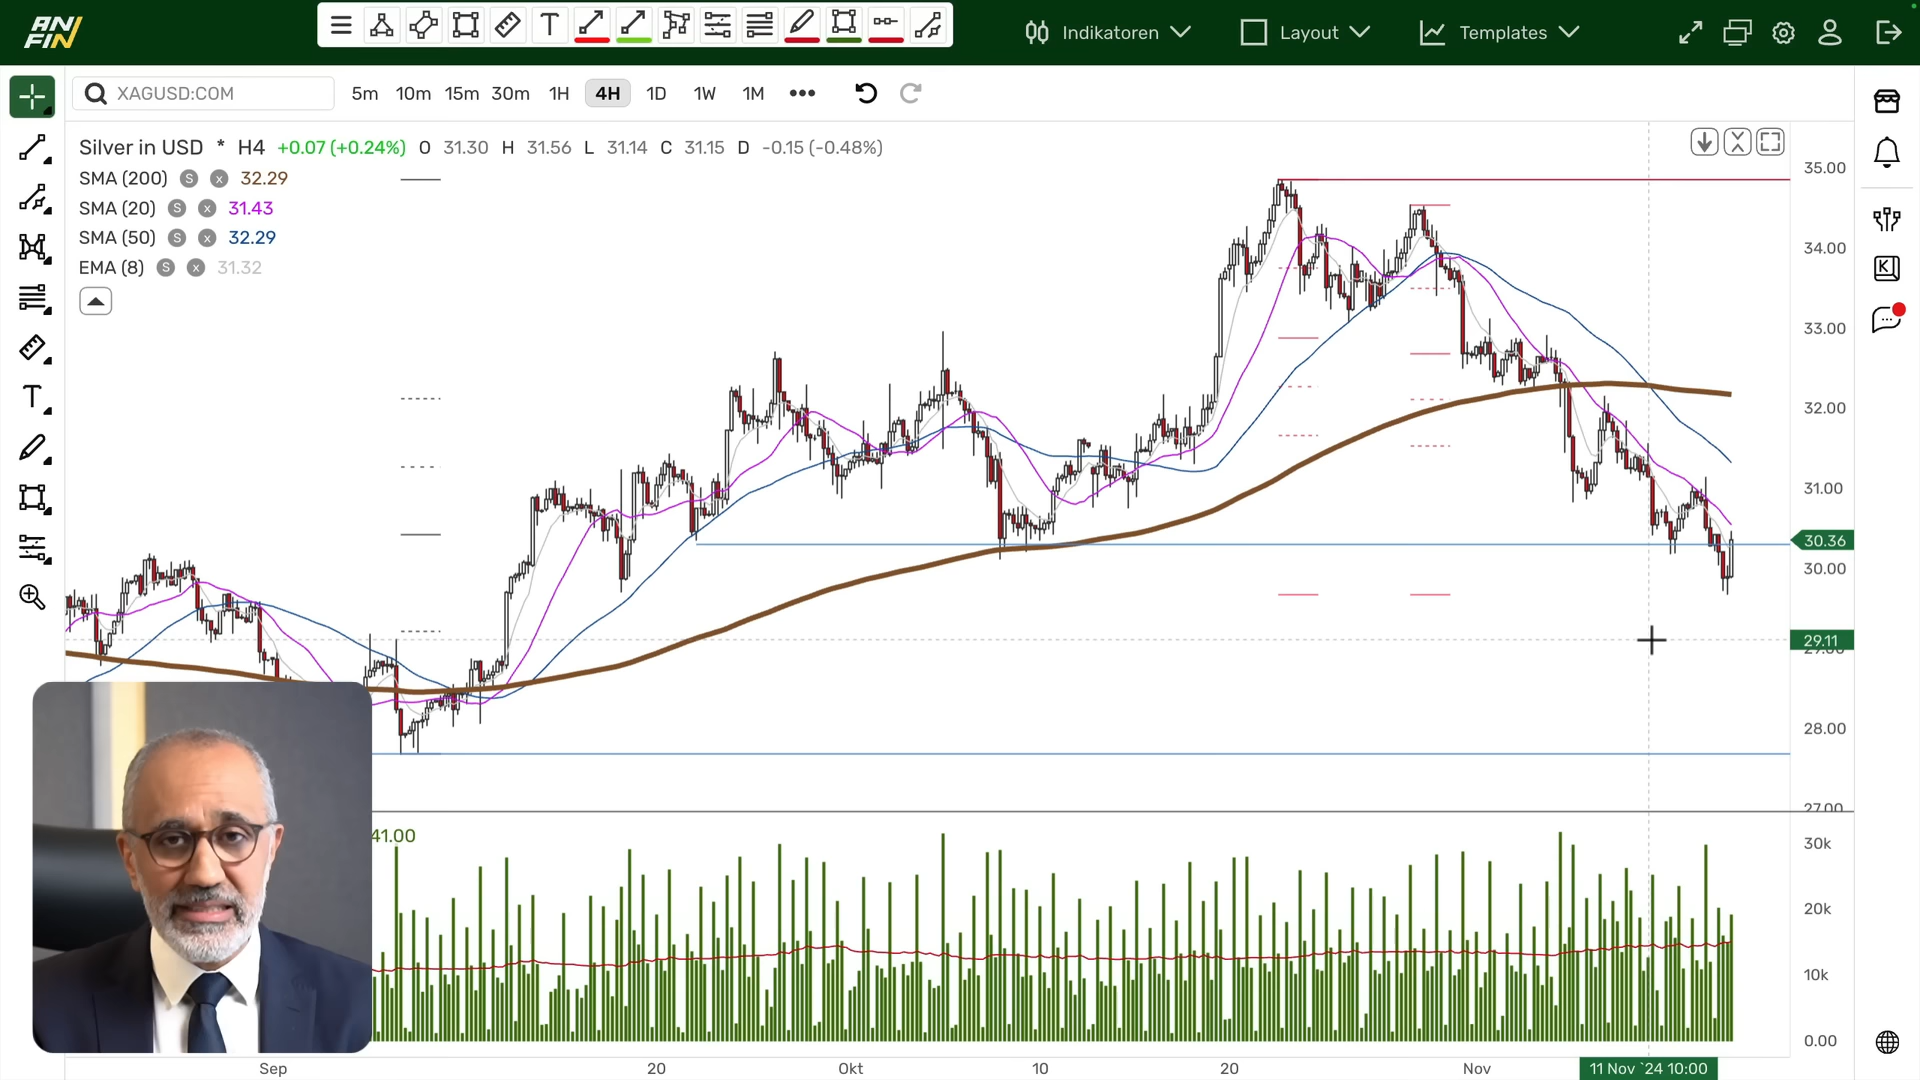 ANFIN
T
Indikatoren
Layout
Templates
XAGUSD:COM
5m 10m 15m 30m 1H 4H 1D 1W 1M •••
Silver in USD * H4 +0.07 (+0.24%) O 31.30 H 31.56 L 31.14 C 31.15 D -0.15 (-0.48%)
SMA (200) S x 32.29
SMA (20) S x 31.43
SMA (50) S x 32.29
EMA (8) S x 31.32
T
K
35.00
34.00
33.00
32.00
31.00
30.36
30.00
29.11
29.00
28.00
27.00
41.00
30k
20k
10k
0.00
Sep 20 Okt 10 20 Nov 11 Nov `24 10:00